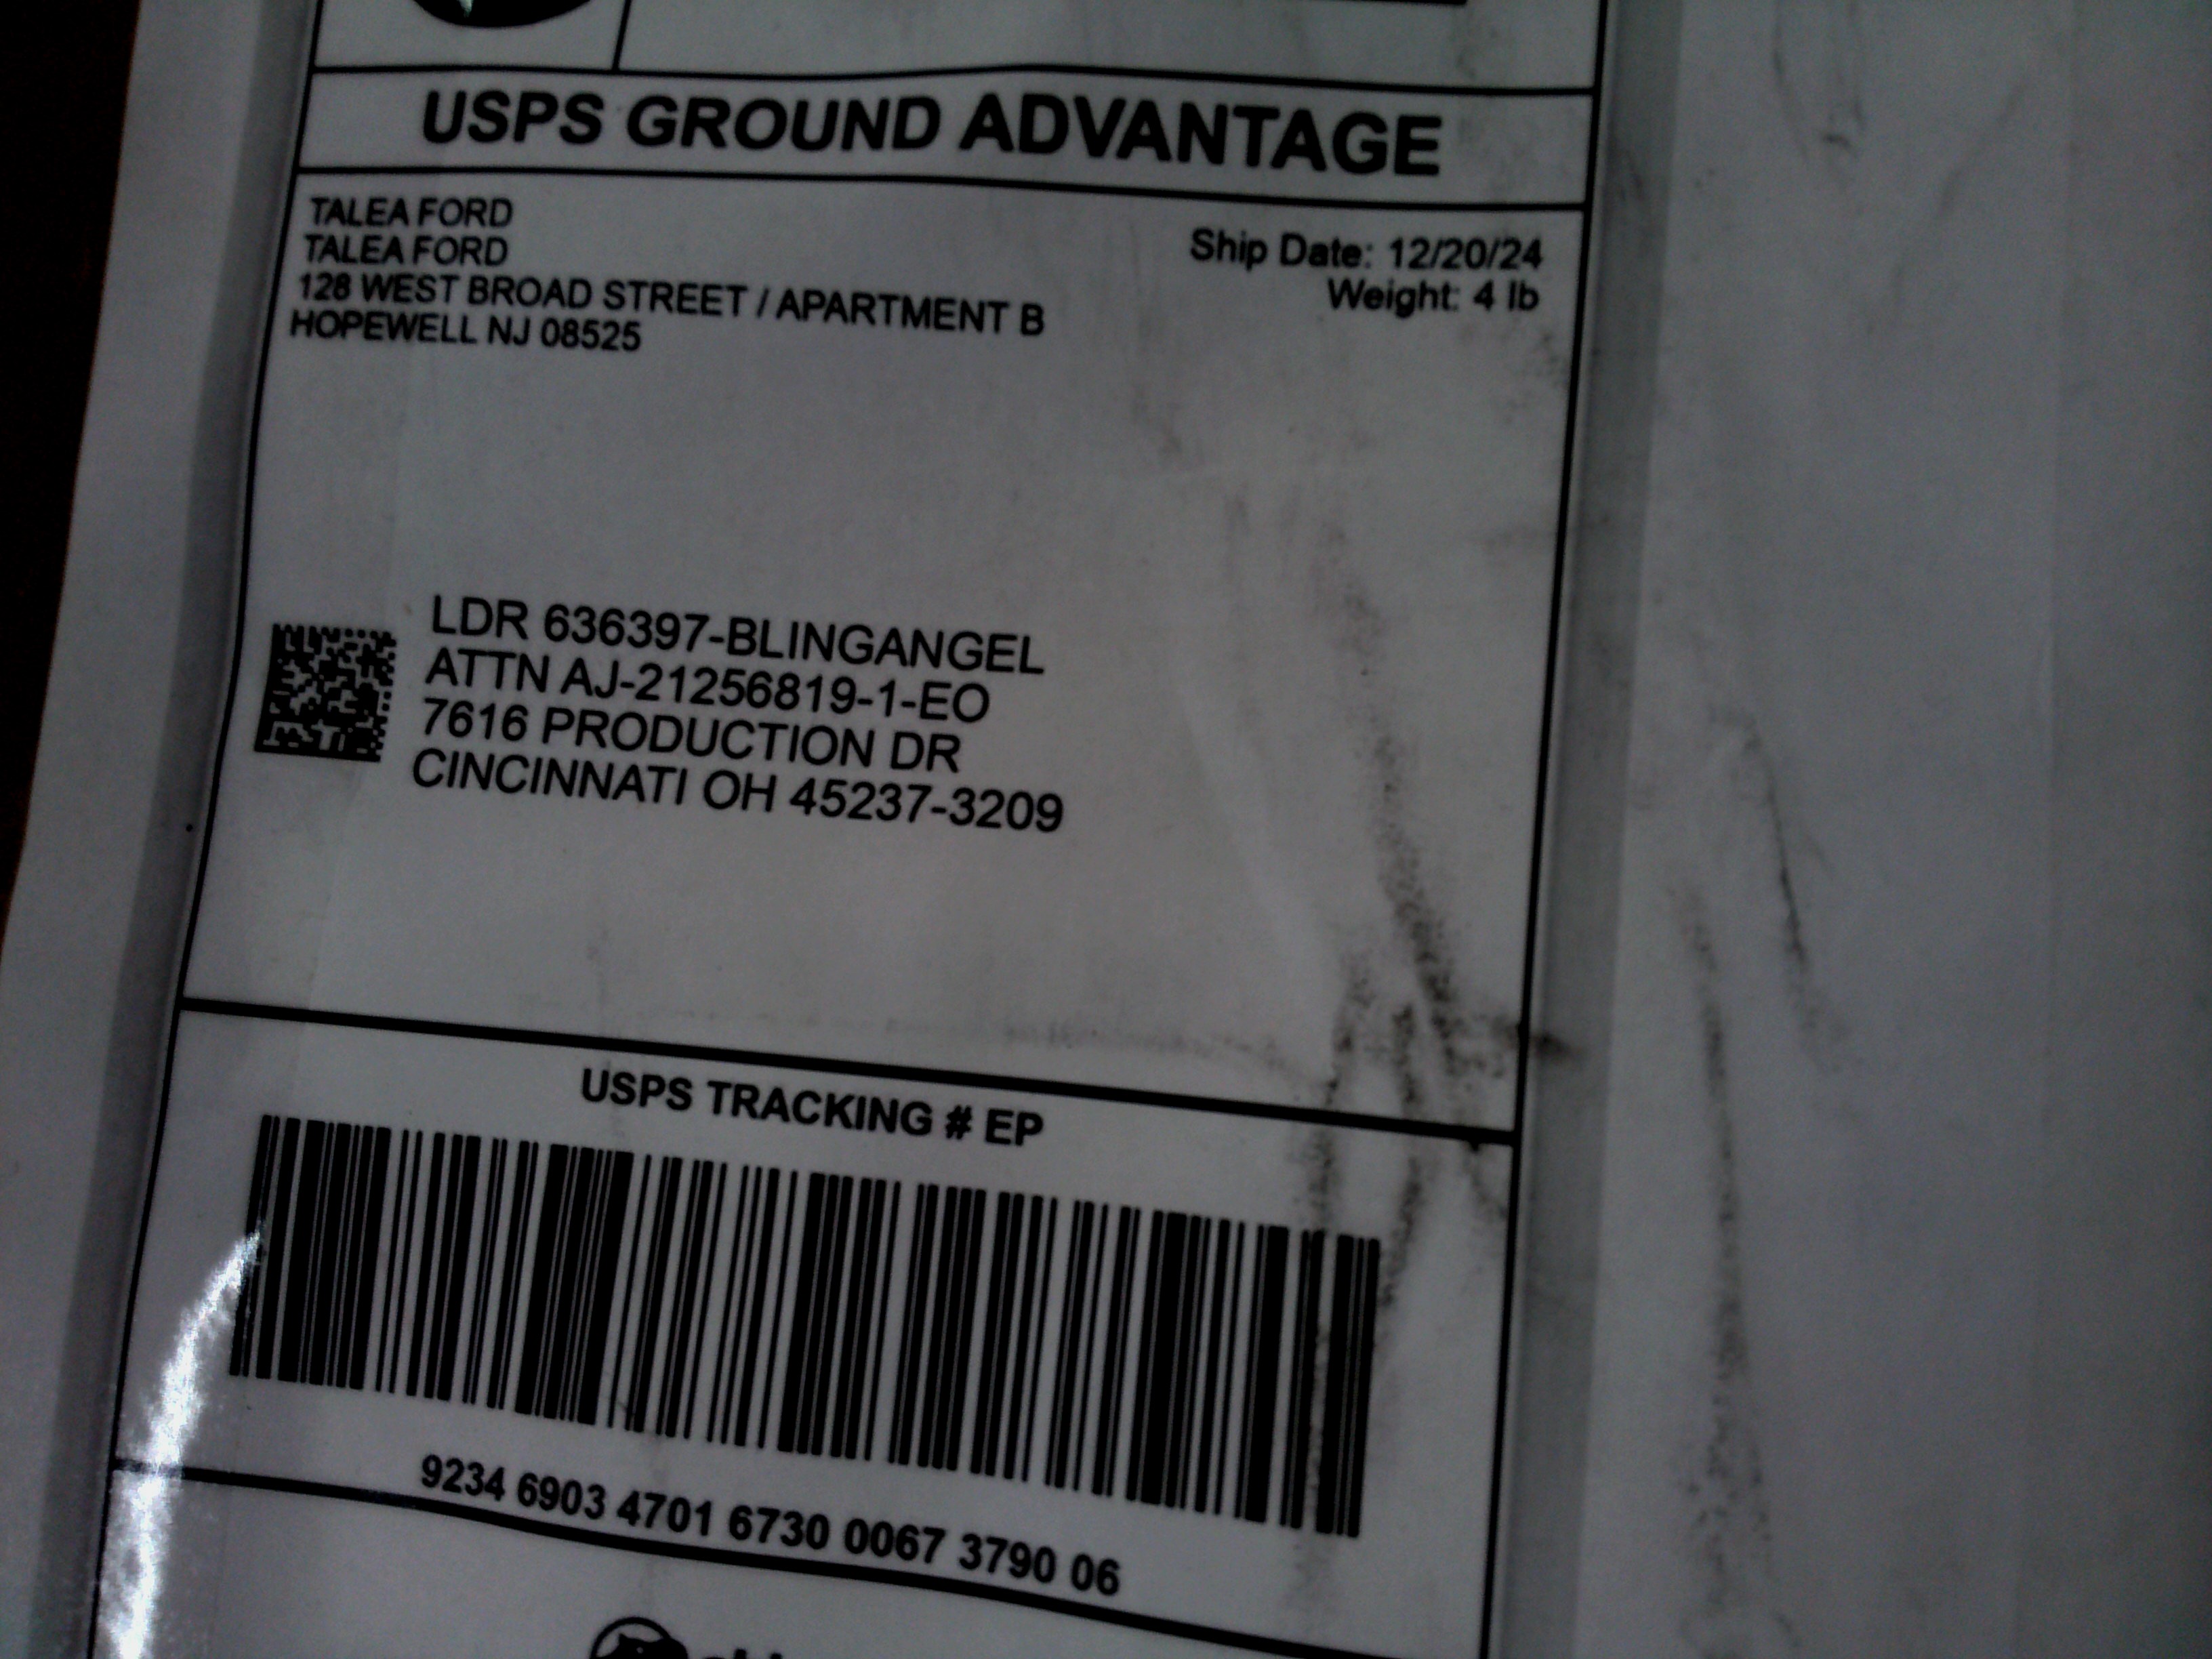 USPS GROUND ADVANTAGE
TALEA FORD
TALEA FORD
128 WEST BROAD STREET / APARTMENT B
HOPEWELL NJ 08525
Ship Date: 12/20/24
Weight: 4 lb
LDR 636397-BLINGANGEL
ATTN AJ-21256819-1-EO
7616 PRODUCTION DR
CINCINNATI OH 45237-3209
USPS TRACKING # EP
9234 6903 4701 6730 0067 3790 06